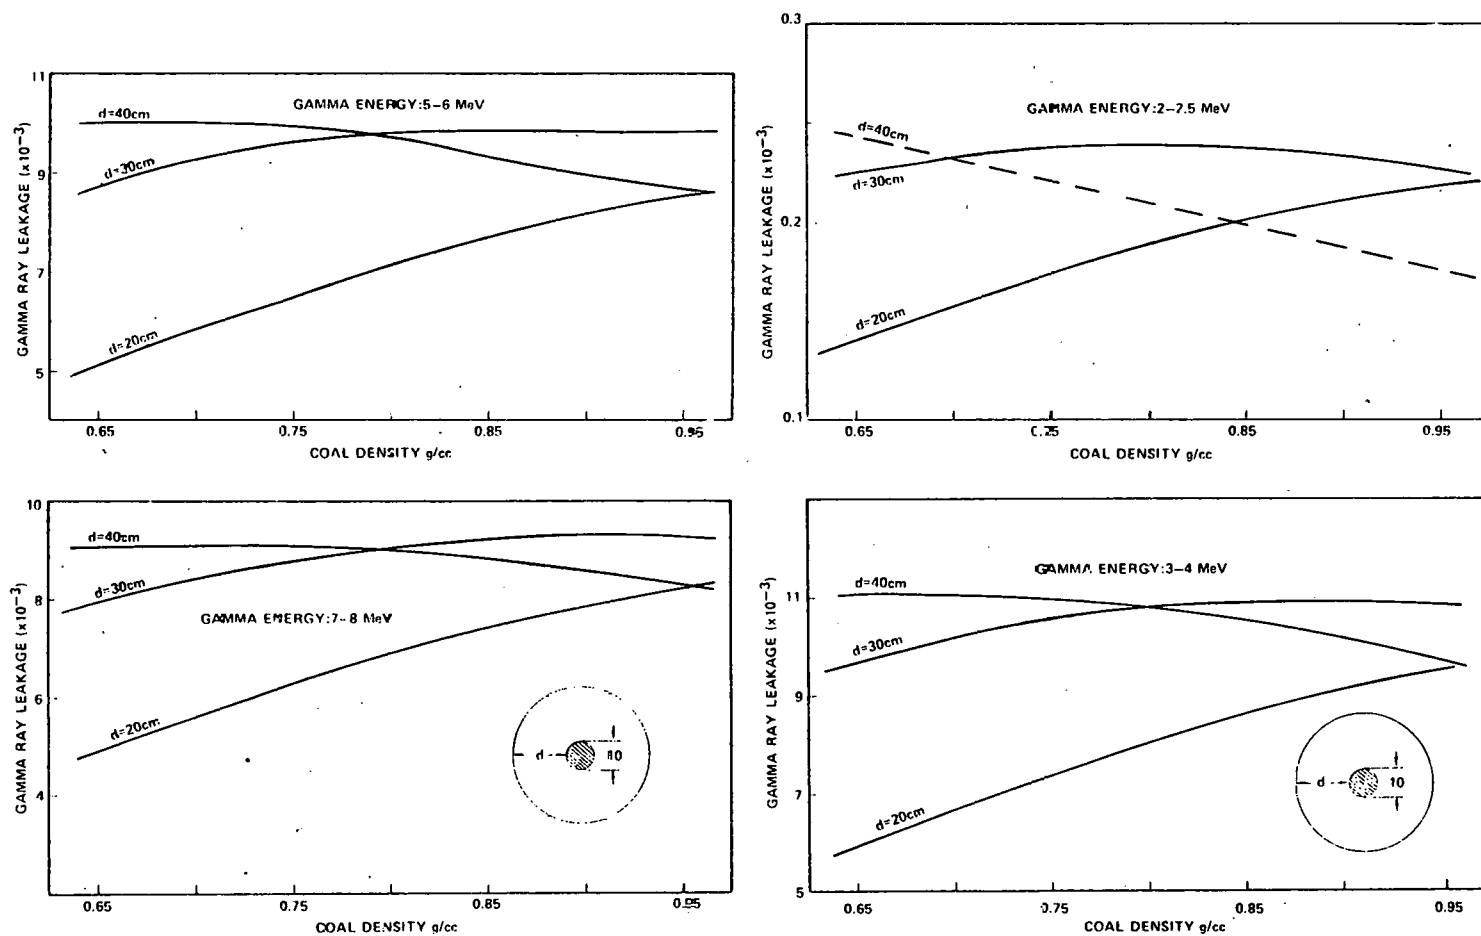 11
9
7
5
GAMMA RAY LEAKAGE (x10⁻³)
GAMMA ENERGY:5–6 MeV
d=40cm
d=30cm
d=20cm
0.65
0.75
0.85
0.95
COAL DENSITY g/cc
0.3
0.2
0.1
GAMMA RAY LEAKAGE (x10⁻³)
GAMMA ENERGY:2–2.5 MeV
d=40cm
d=30cm
d=20cm
0.65
0.75
0.85
0.95
COAL DENSITY g/cc
10
8
6
4
GAMMA RAY LEAKAGE (x10⁻³)
d=40cm
d=30cm
GAMMA ENERGY:7–8 MeV
d=20cm
d
10
0.65
0.75
0.85
0.95
COAL DENSITY g/cc
11
9
7
5
GAMMA RAY LEAKAGE (x10⁻³)
GAMMA ENERGY:3–4 MeV
d=40cm
d=30cm
d=20cm
d
10
0.65
0.75
0.85
0.95
COAL DENSITY g/cc